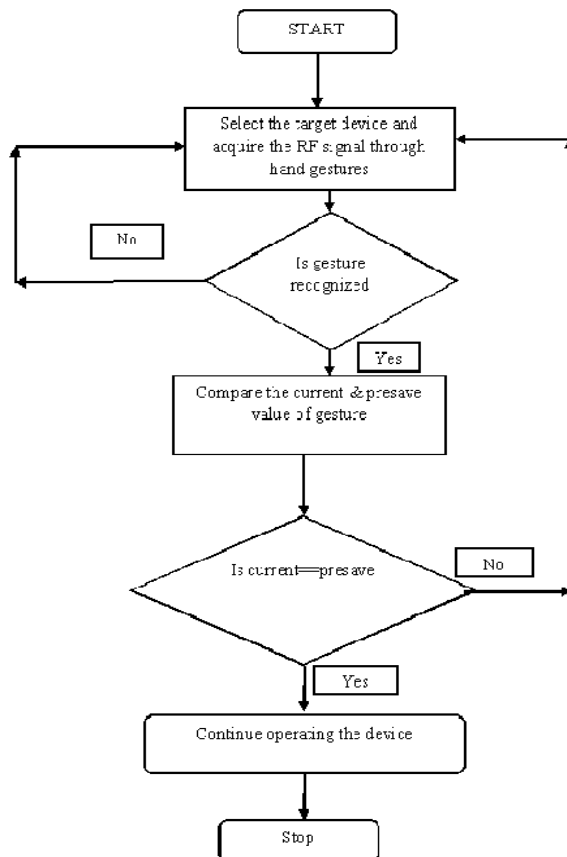 START
Select the target device and
acquire the RF signal through
hand gestures
No
Is gesture
recognized
Yes
Compare the current & presave
value of gesture
Is current==presave
No
Yes
Continue operating the device
Stop